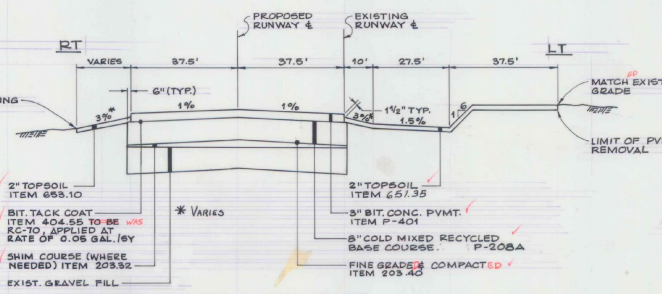 PROPOSED
RUNWAY ℄
EXISTING
RUNWAY ℄
RT
LT
VARIES
37.5'
37.5'
10'
27.5'
37.5'
6" (TYP.)
MATCH EXIST
ED
GRADE
3% *
1%
1%
3% *
1 1/2" TYP.
1.5%
1
6
LIMIT OF PV
REMOVAL
2" TOPSOIL
ITEM 653.10
BIT. TACK COAT
ITEM 404.55 TO BE WAS
RC-70, APPLIED AT
RATE OF 0.05 GAL./SY
SHIM COURSE (WHERE
NEEDED) ITEM 203.32
EXIST. GRAVEL FILL
* VARIES
2" TOPSOIL
ITEM 651.35
3" BIT. CONC. PVMT.
ITEM P-401
8" COLD MIXED RECYCLED
BASE COURSE. P-208A
FINE GRADED & COMPACTED
ITEM 203.40